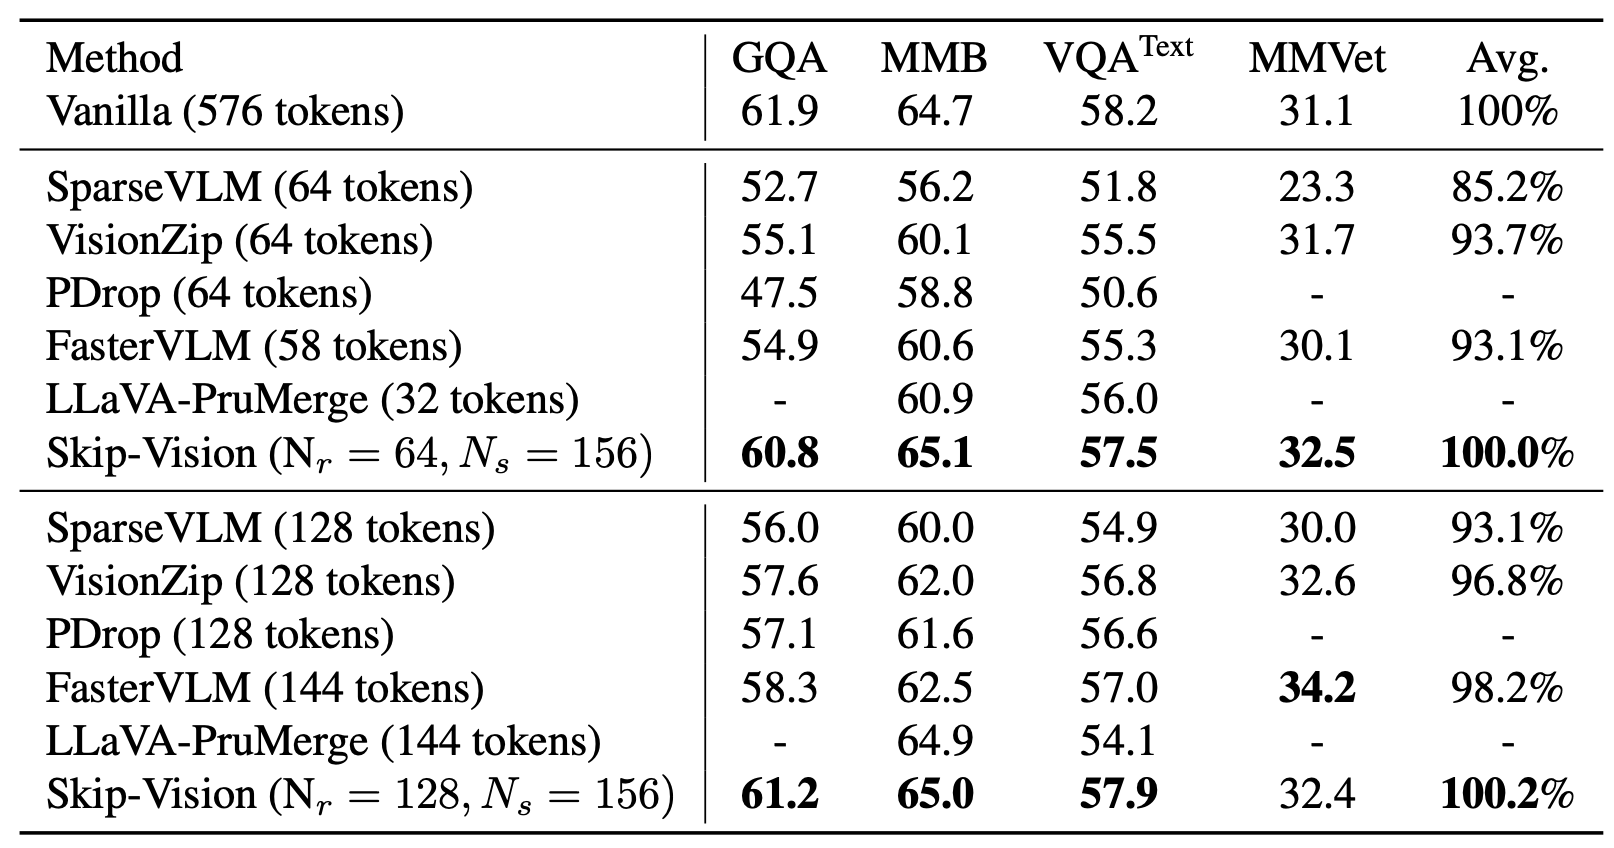 Method GQA MMB VQA^Text MMVet Avg.
Vanilla (576 tokens) 61.9 64.7 58.2 31.1 100%
SparseVLM (64 tokens) 52.7 56.2 51.8 23.3 85.2%
VisionZip (64 tokens) 55.1 60.1 55.5 31.7 93.7%
PDrop (64 tokens) 47.5 58.8 50.6 - -
FasterVLM (58 tokens) 54.9 60.6 55.3 30.1 93.1%
LLaVA-PruMerge (32 tokens) - 60.9 56.0 - -
Skip-Vision (N_r = 64, N_s = 156) 60.8 65.1 57.5 32.5 100.0%
SparseVLM (128 tokens) 56.0 60.0 54.9 30.0 93.1%
VisionZip (128 tokens) 57.6 62.0 56.8 32.6 96.8%
PDrop (128 tokens) 57.1 61.6 56.6 - -
FasterVLM (144 tokens) 58.3 62.5 57.0 34.2 98.2%
LLaVA-PruMerge (144 tokens) - 64.9 54.1 - -
Skip-Vision (N_r = 128, N_s = 156) 61.2 65.0 57.9 32.4 100.2%